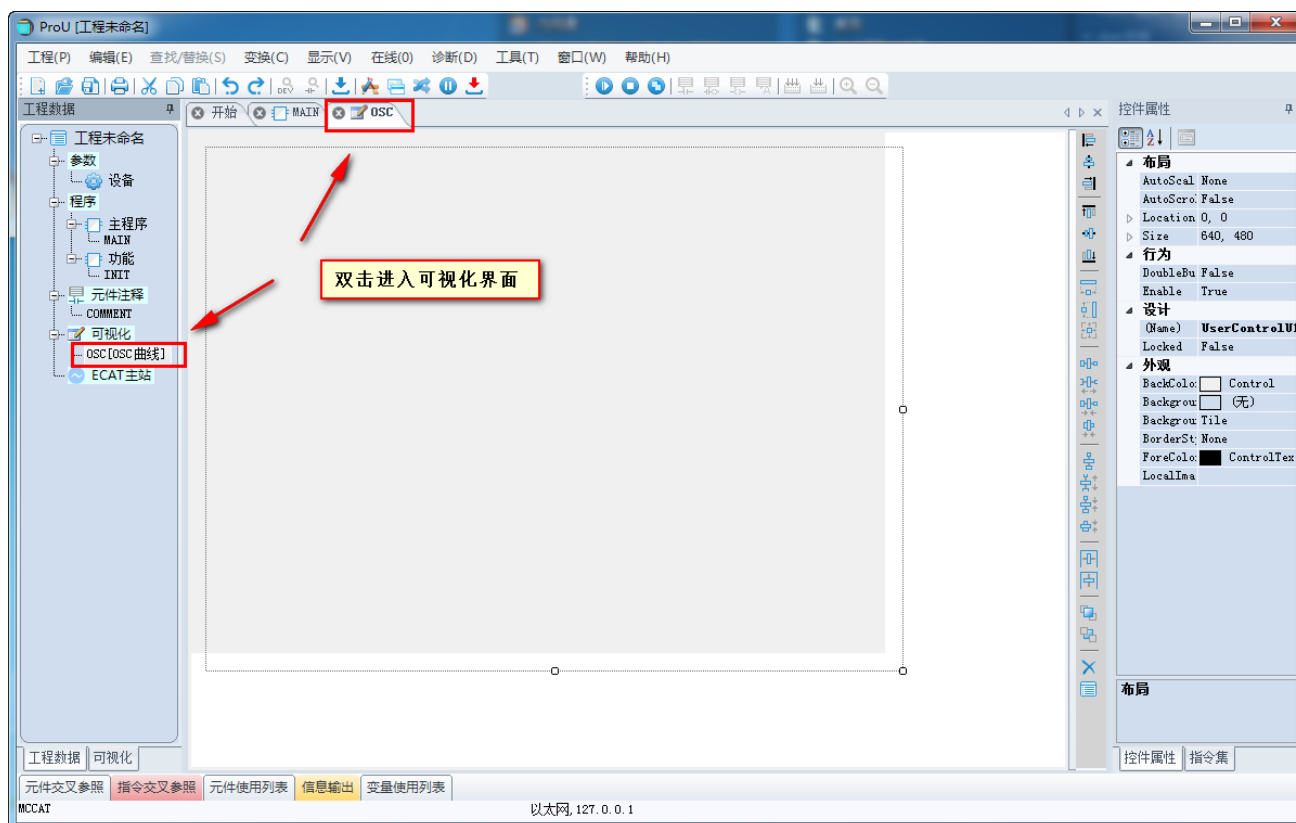 ProU [工程未命名]
工程(P) 编辑(E) 查找/替换(S) 变换(C) 显示(V) 在线(O) 诊断(D) 工具(T) 窗口(W) 帮助(H)
DEV
工程数据
开始 MAIN OSC
控件属性
工程未命名
参数
设备
程序
主程序
MAIN
功能
INIT
元件注释
COMMENT
可视化
OSC[OSC曲线]
ECAT主站
双击进入可视化界面
布局
AutoScal None
AutoScro False
Location 0, 0
Size 640, 480
行为
DoubleBu False
Enable True
设计
(Name) UserControlU1
Locked False
外观
BackColo: Control
Backgrou (无)
Backgrou Tile
BorderSt None
ForeColo: ControlTex
LocalIma
布局
工程数据 可视化
控件属性 指令集
元件交叉参照 指令交叉参照 元件使用列表 信息输出 变量使用列表
MCCAT 以太网,127.0.0.1